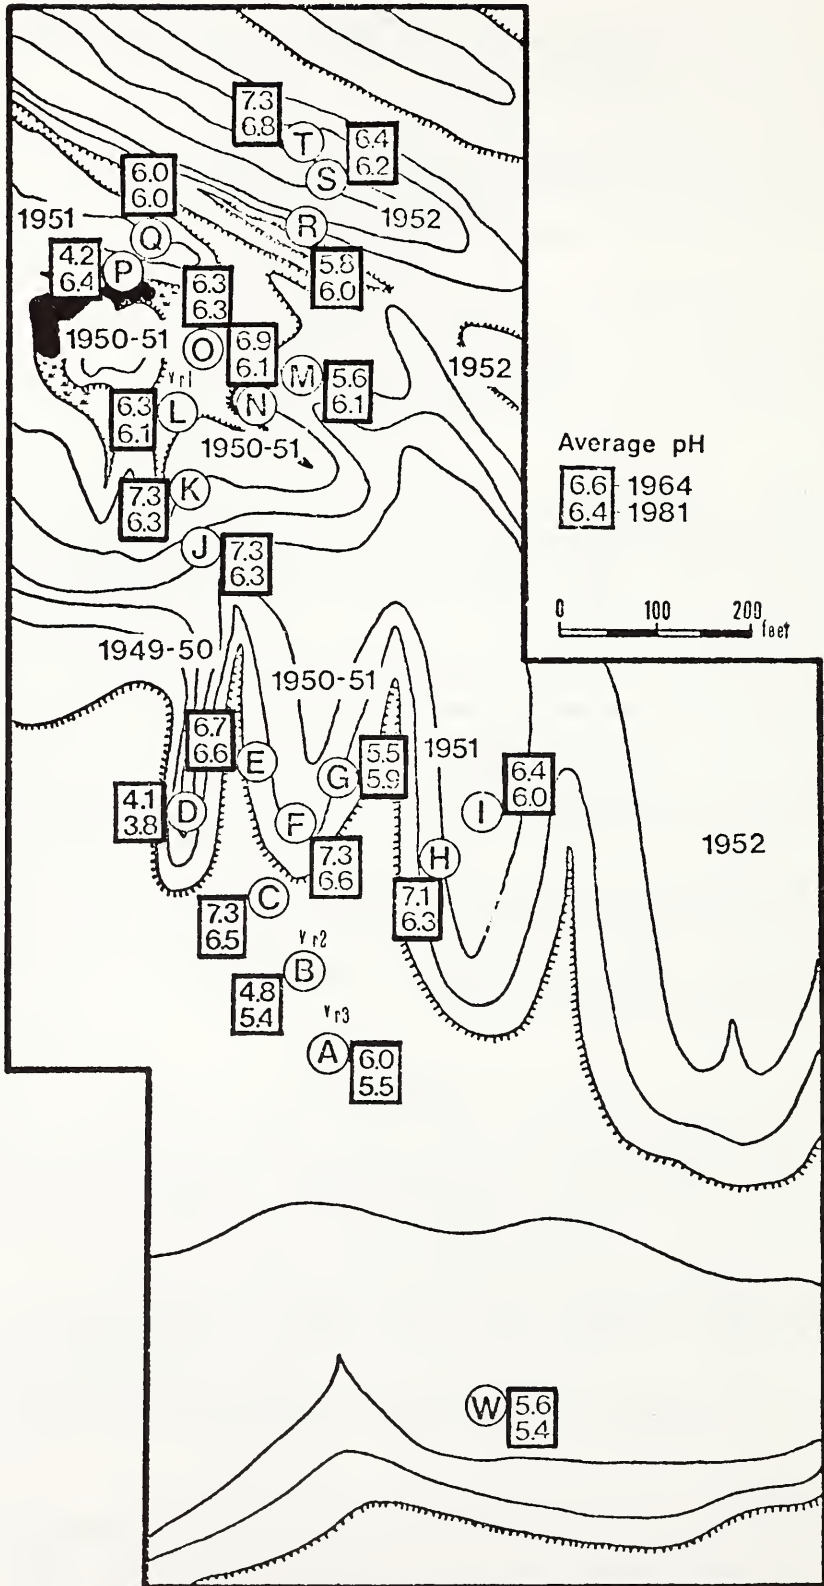 7.3
6.8
T
6.4
6.2
S
6.0
6.0
1951
1952
R
Q
4.2
6.4
P
5.8
6.0
6.3
6.3
1950-51
O
6.9
6.1
1952
M
5.6
6.1
vr1
6.3
6.1
L
N
Average pH
1950-51
6.6 - 1964
6.4 - 1981
7.3
6.3
K
J
7.3
6.3
0 100 200
feet
1949-50
1950-51
6.7
6.6
E
1951
5.5
5.9
G
6.4
6.0
I
4.1
3.8
D
F
1952
7.3
6.6
H
7.3
6.5
C
7.1
6.3
vr2
B
4.8
5.4
vr3
A
6.0
5.5
W
5.6
5.4